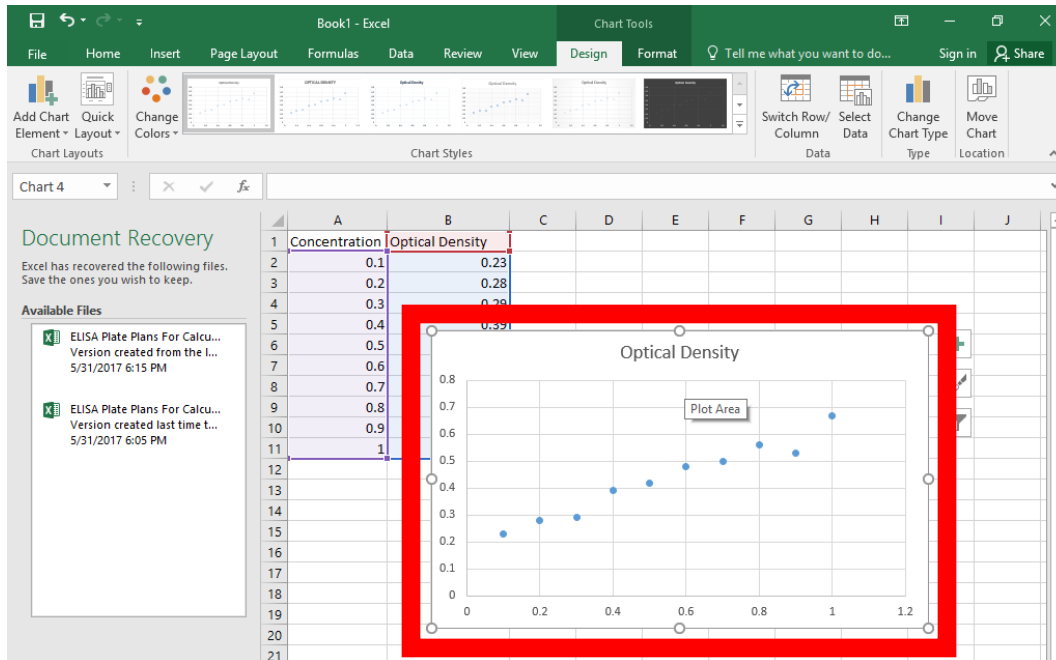 Book1 - Excel
Chart Tools
File Home Insert Page Layout Formulas Data Review View Design Format Tell me what you want to do... Sign in Share
Add Chart Element
Quick Layout
Change Colors
Switch Row/ Column
Select Data
Change Chart Type
Move Chart
Chart Layouts
Chart Styles
Data
Type
Location
Chart 4
fx
Document Recovery
Excel has recovered the following files.
Save the ones you wish to keep.
Available Files
ELISA Plate Plans For Calcu...
Version created from the l...
5/31/2017 6:15 PM
ELISA Plate Plans For Calcu...
Version created last time t...
5/31/2017 6:05 PM
A B C D E F G H I J
1 Concentration Optical Density
2 0.1 0.23
3 0.2 0.28
4 0.3 0.29
5 0.4 0.39
6 0.5
7 0.6
8 0.7
9 0.8
10 0.9
11 1
12
13
14
15
16
17
18
19
20
21
Optical Density
Plot Area
0.8
0.7
0.6
0.5
0.4
0.3
0.2
0.1
0
0 0.2 0.4 0.6 0.8 1 1.2